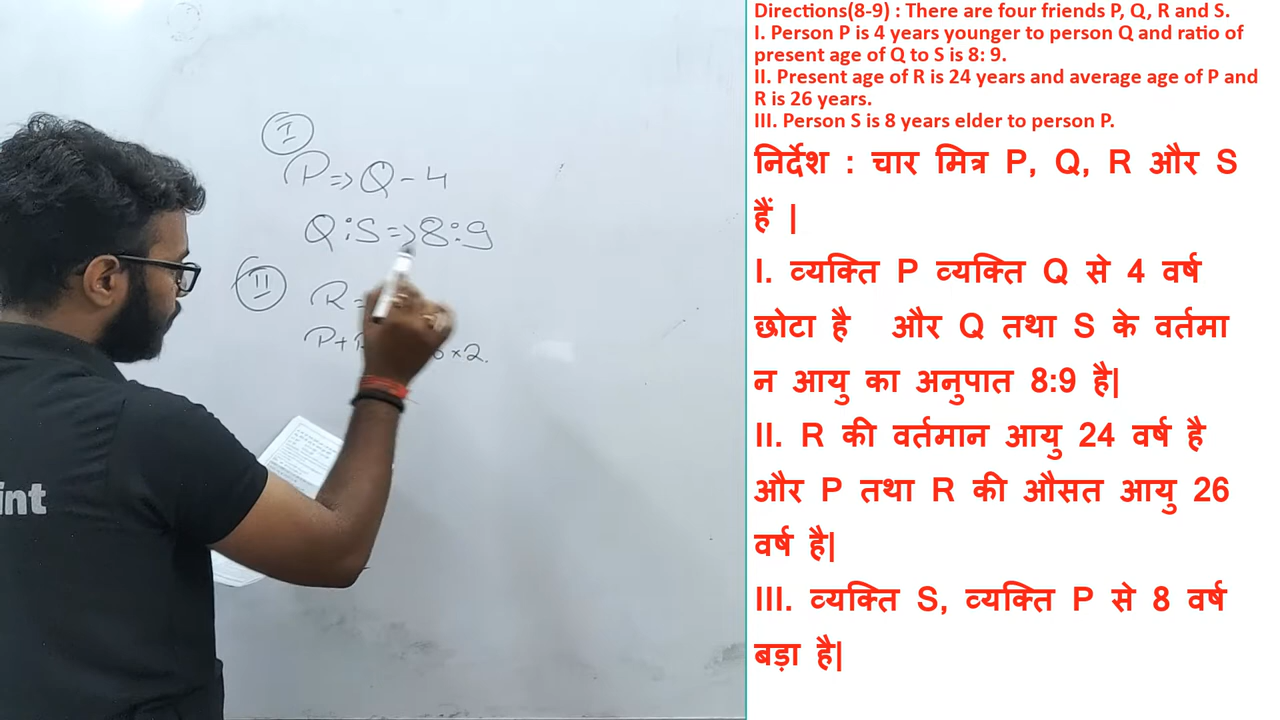 Directions(8-9) : There are four friends P, Q, R and S.
I. Person P is 4 years younger to person Q and ratio of
present age of Q to S is 8: 9.
II. Present age of R is 24 years and average age of P and
R is 26 years.
III. Person S is 8 years elder to person P.
निर्देश : चार मित्र P, Q, R और S
हैं |
I. व्यक्ति P व्यक्ति Q से 4 वर्ष
छोटा है और Q तथा S के वर्तमा
न आयु का अनुपात 8:9 है|
II. R की वर्तमान आयु 24 वर्ष है
और P तथा R की औसत आयु 26
वर्ष है|
III. व्यक्ति S, व्यक्ति P से 8 वर्ष
बड़ा है|
I
P => Q - 4
Q : S => 8 : 9
II
R =
P +
× 2.
int